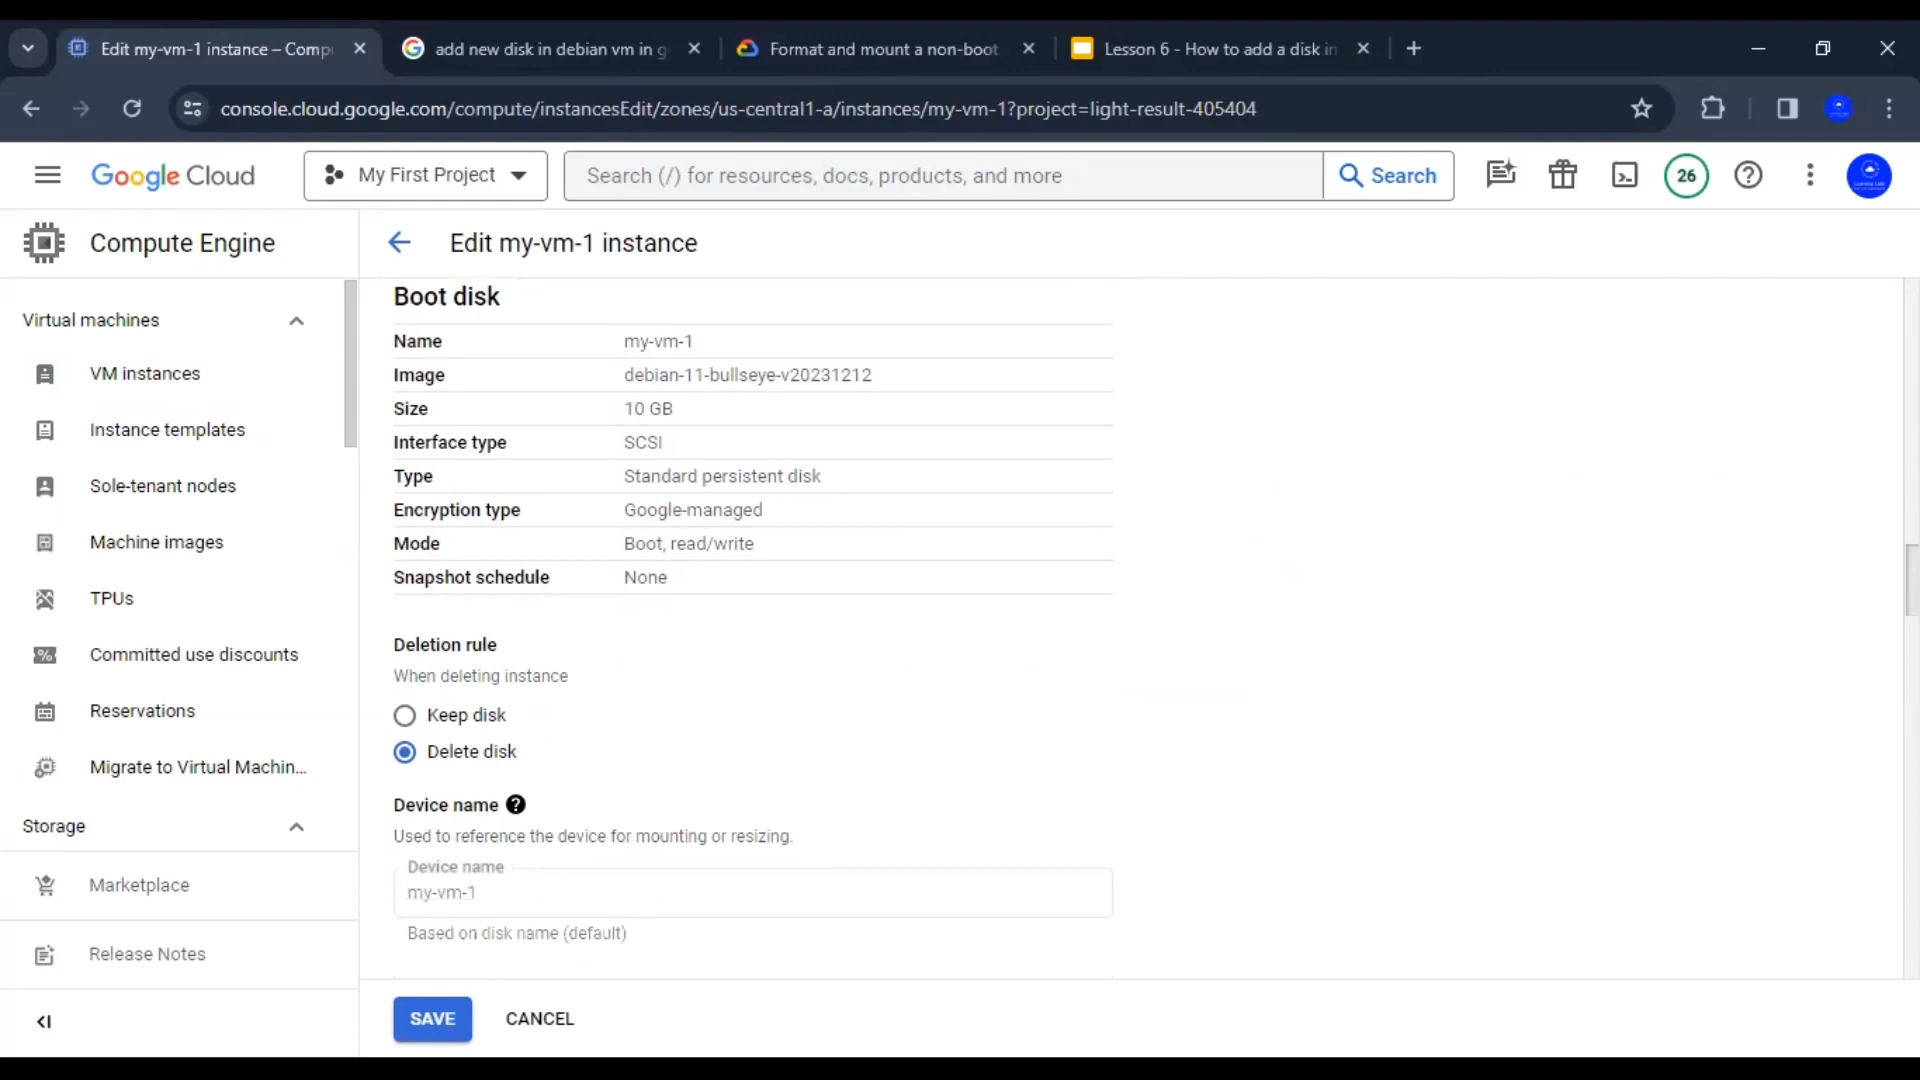 Edit my-vm-1 instance – Comp
add new disk in debian vm in g
Format and mount a non-boot
Lesson 6 - How to add a disk in
console.cloud.google.com/compute/instancesEdit/zones/us-central1-a/instances/my-vm-1?project=light-result-405404
Google Cloud
My First Project
Search (/) for resources, docs, products, and more
Search
26
Compute Engine
Edit my-vm-1 instance
Virtual machines
VM instances
Instance templates
Sole-tenant nodes
Machine images
TPUs
Committed use discounts
Reservations
Migrate to Virtual Machin...
Storage
Marketplace
Release Notes
Boot disk
Name my-vm-1
Image debian-11-bullseye-v20231212
Size 10 GB
Interface type SCSI
Type Standard persistent disk
Encryption type Google-managed
Mode Boot, read/write
Snapshot schedule None
Deletion rule
When deleting instance
Keep disk
Delete disk
Device name
Used to reference the device for mounting or resizing.
Device name
my-vm-1
Based on disk name (default)
SAVE CANCEL